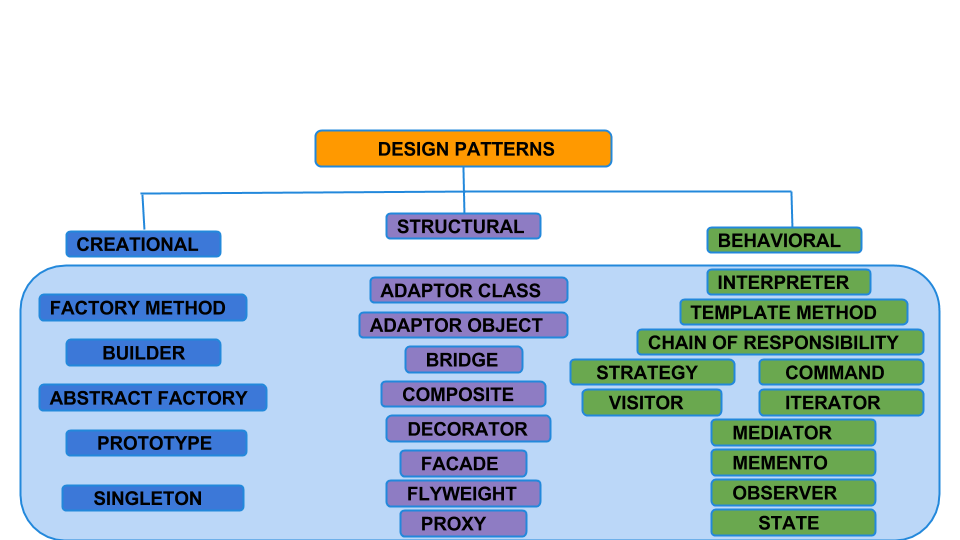 DESIGN PATTERNS
CREATIONAL
FACTORY METHOD
BUILDER
ABSTRACT FACTORY
PROTOTYPE
SINGLETON
STRUCTURAL
ADAPTOR CLASS
ADAPTOR OBJECT
BRIDGE
COMPOSITE
DECORATOR
FACADE
FLYWEIGHT
PROXY
BEHAVIORAL
INTERPRETER
TEMPLATE METHOD
CHAIN OF RESPONSIBILITY
STRATEGY
COMMAND
VISITOR
ITERATOR
MEDIATOR
MEMENTO
OBSERVER
STATE